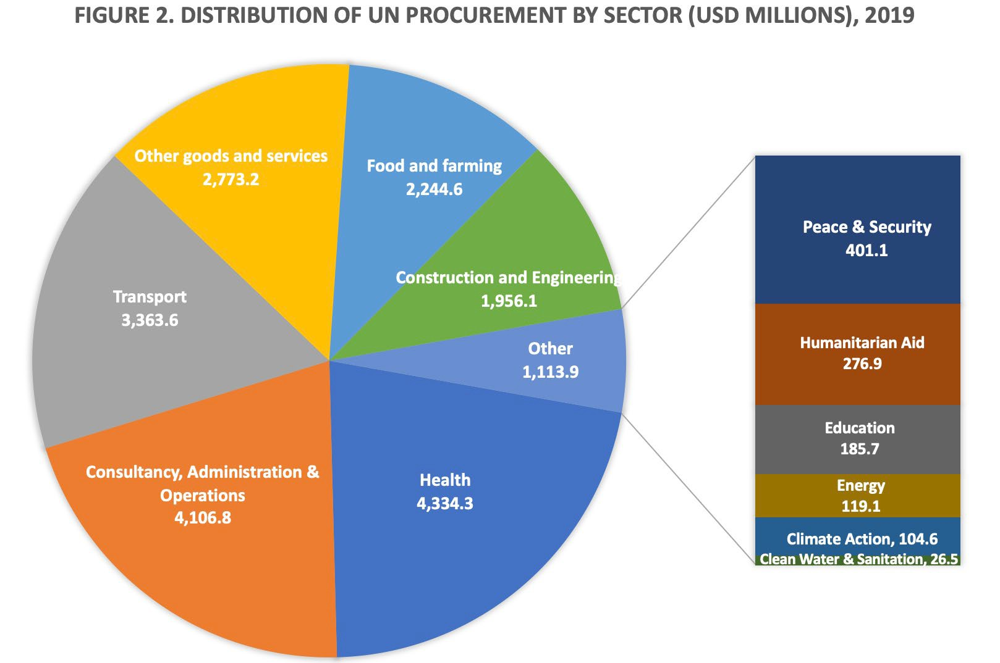 FIGURE 2. DISTRIBUTION OF UN PROCUREMENT BY SECTOR (USD MILLIONS), 2019
Other goods and services
2,773.2
Food and farming
2,244.6
Construction and Engineering
1,956.1
Transport
3,363.6
Other
1,113.9
Consultancy, Administration &
Operations
4,106.8
Health
4,334.3
Peace & Security
401.1
Humanitarian Aid
276.9
Education
185.7
Energy
119.1
Climate Action, 104.6
Clean Water & Sanitation, 26.5